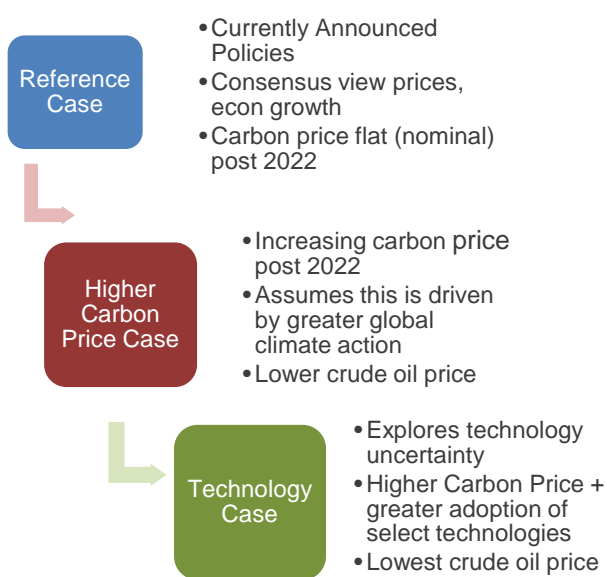 Reference
Case
•Currently Announced
Policies
•Consensus view prices,
econ growth
•Carbon price flat (nominal)
post 2022
Higher
Carbon
Price Case
•Increasing carbon price
post 2022
•Assumes this is driven
by greater global
climate action
•Lower crude oil price
Technology
Case
•Explores technology
uncertainty
•Higher Carbon Price +
greater adoption of
select technologies
•Lowest crude oil price